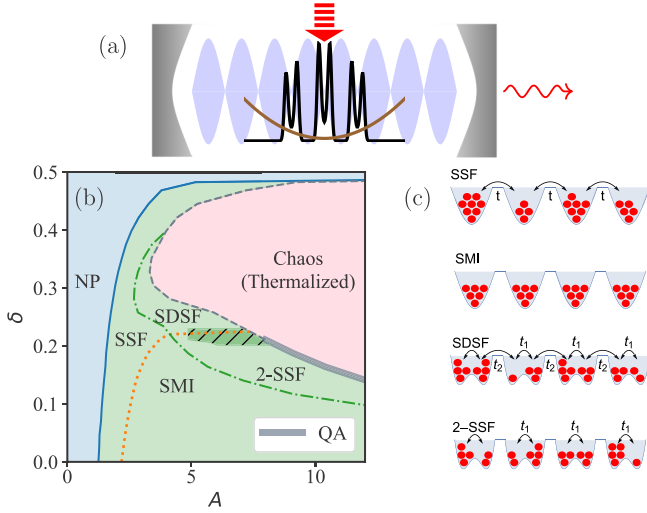 (a)
(b)
0.5
0.4
0.3
0.2
0.1
0.0
δ
0
5
10
A
NP
SSF
SDSF
SMI
2-SSF
Chaos
(Thermalized)
QA
(c)
SSF
t t t
SMI
SDSF
t₁ t₁ t₁
t₂ t₂ t₂
2–SSF
t₁ t₁ t₁